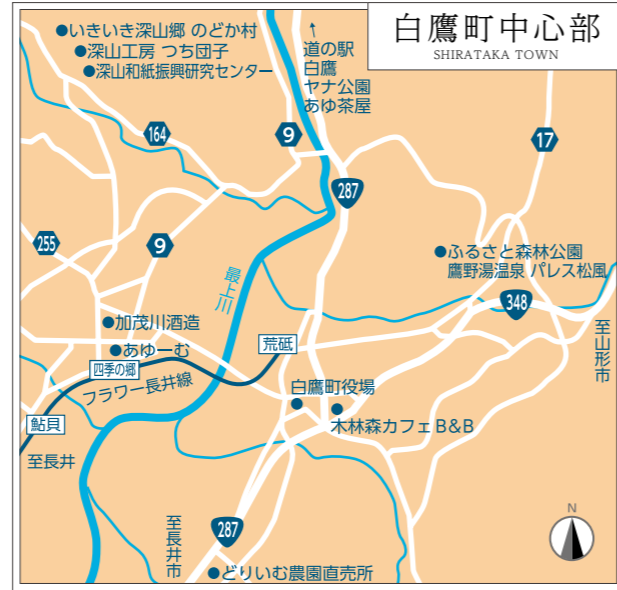 白鷹町中心部
SHIRATAKA TOWN
●いきいき深山郷 のどか村
●深山工房 つち団子
●深山和紙振興研究センター
↑
道の駅
白鷹
ヤナ公園
あゆ茶屋
164
9
17
287
255
9
●ふるさと森林公園
鷹野湯温泉 パレス松風
348
最上川
至山形市
●加茂川酒造
荒砥
●あゆーむ
四季の郷
フラワー長井線
白鷹町役場
木林森カフェB&B
鮎貝
至長井
至長井市
287
N
●どりいむ農園直売所